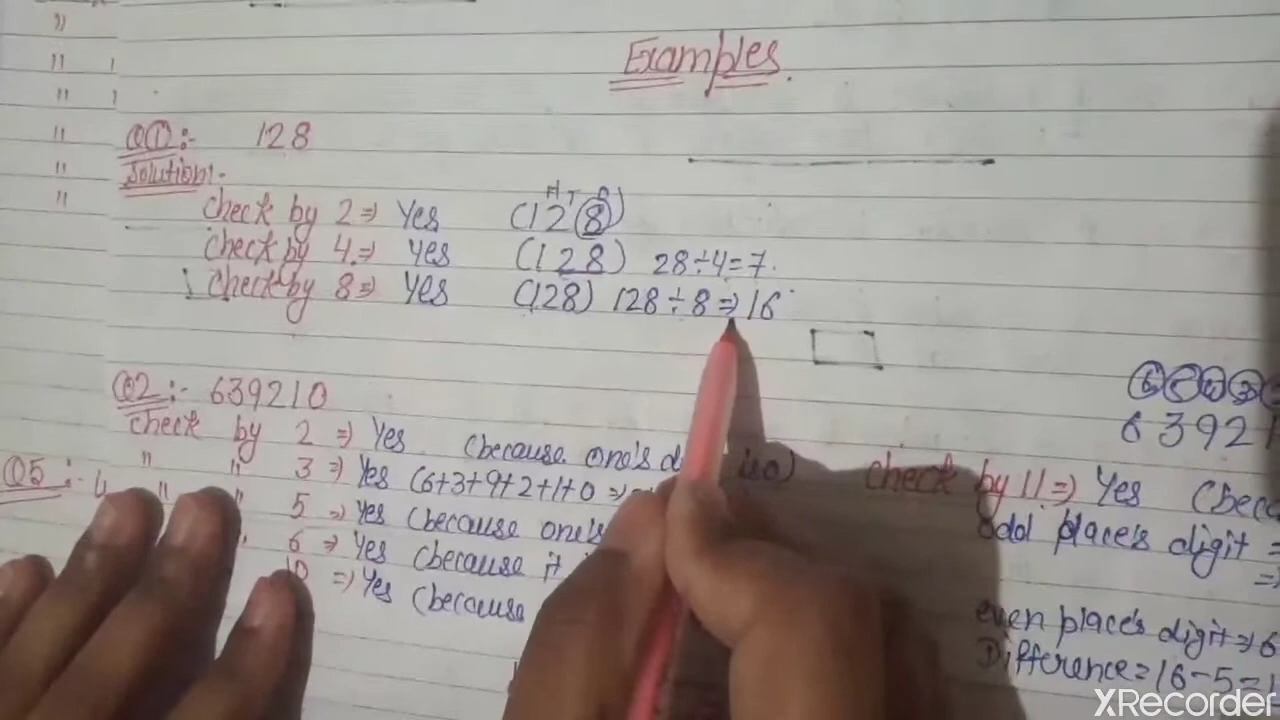 Examples.
Q1:- 128
Solution:-
H T O
check by 2 => Yes (128)
check by 4 => yes (128) 28÷4=7.
check by 8 => Yes (128) 128÷8=>16
Q2:- 639210
63921
check by 2 => Yes (because one's
" " 3 => Yes (6+3+9+2+1+0 =>
5 => Yes (because one's
6 => Yes (because it
10 => Yes (because
Q5:-
check by 11 => Yes (beca
odd place's digit =
=>
even place's digit => 6
Difference = 16-5=1
XRecorder